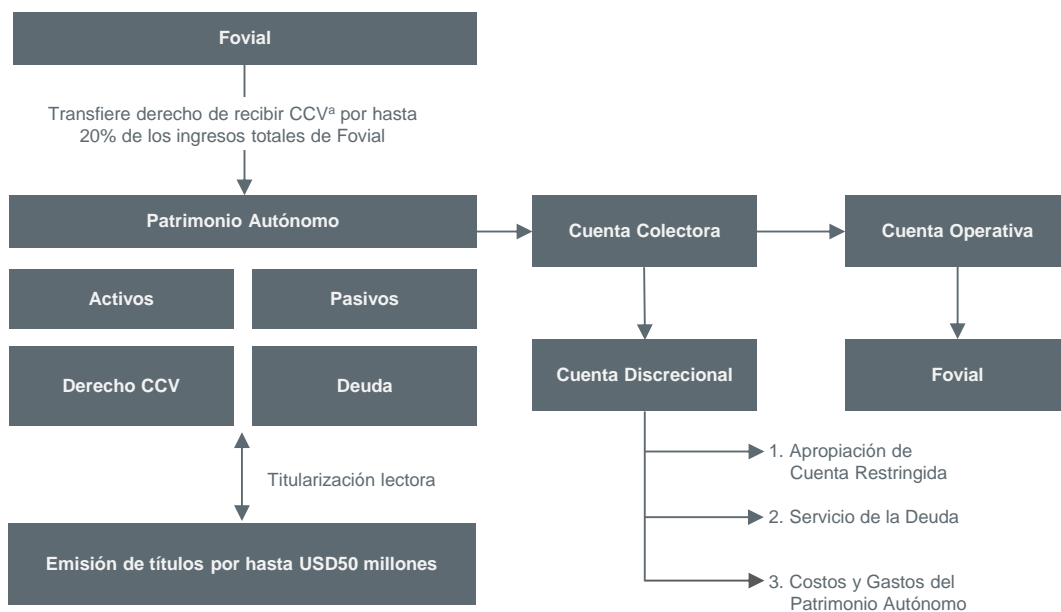 Fovial
Transfiere derecho de recibir CCVᵃ por hasta
20% de los ingresos totales de Fovial
Patrimonio Autónomo
Cuenta Colectora
Cuenta Operativa
Activos
Pasivos
Derecho CCV
Deuda
Cuenta Discrecional
Fovial
Titularización lectora
1. Apropiación de
Cuenta Restringida
2. Servicio de la Deuda
Emisión de títulos por hasta USD50 millones
3. Costos y Gastos del
Patrimonio Autónomo